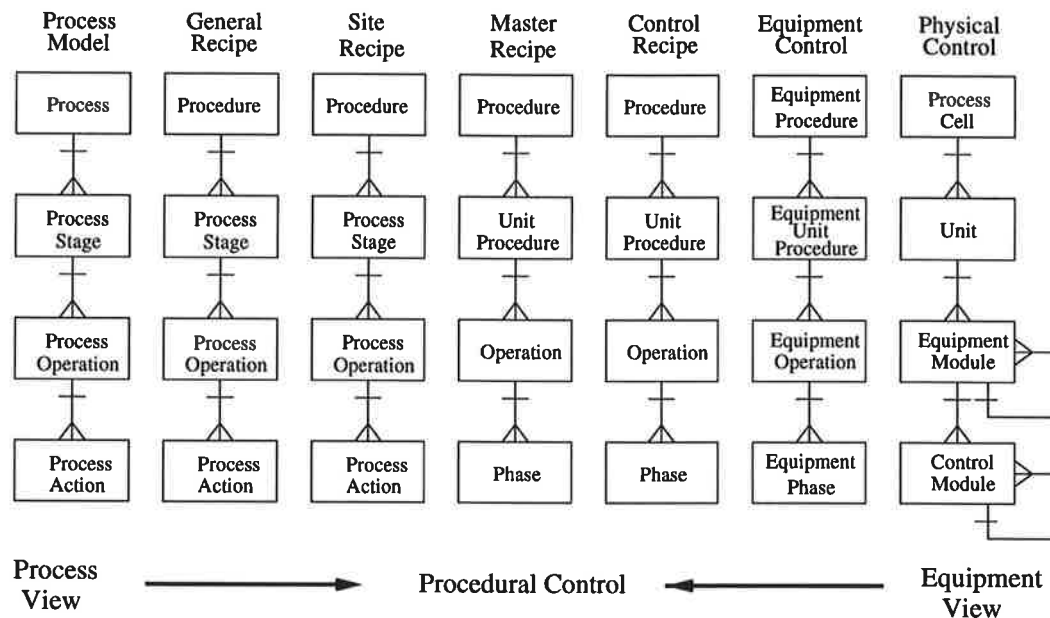 Process
Model
General
Recipe
Site
Recipe
Master
Recipe
Control
Recipe
Equipment
Control
Physical
Control
Process
Procedure
Procedure
Procedure
Procedure
Equipment
Procedure
Process
Cell
Process
Stage
Process
Stage
Process
Stage
Unit
Procedure
Unit
Procedure
Equipment
Unit
Procedure
Unit
Process
Operation
Process
Operation
Process
Operation
Operation
Operation
Equipment
Operation
Equipment
Module
Process
Action
Process
Action
Process
Action
Phase
Phase
Equipment
Phase
Control
Module
Process
View
Procedural Control
Equipment
View